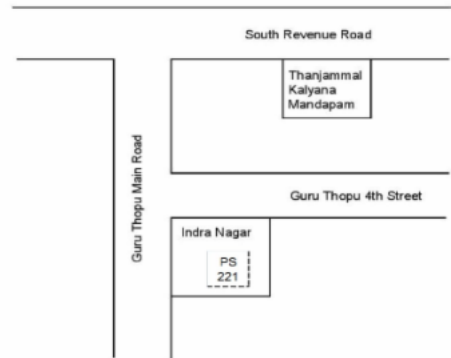 South Revenue Road
Thanjammal
Kalyana
Mandapam
Guru Thopu Main Road
Guru Thopu 4th Street
Indra Nagar
PS
221